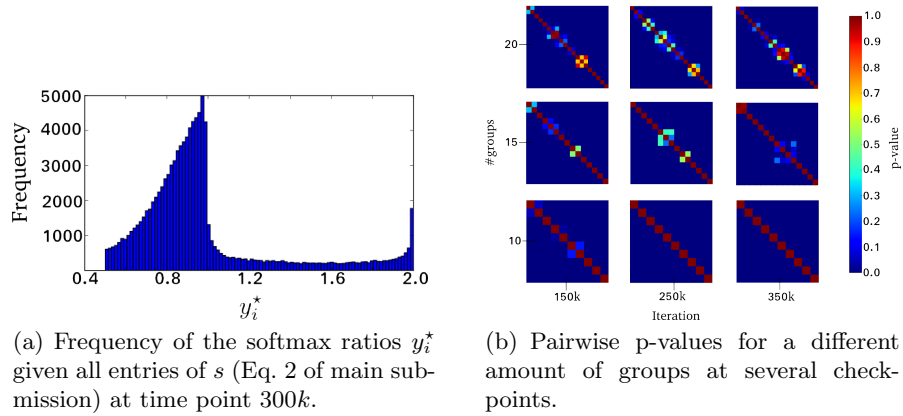 5000
4000
3000
2000
1000
Frequency
0.4 0.8 1.2 1.6 2.0
y_i^⋆
(a) Frequency of the softmax ratios y_i^⋆
given all entries of s (Eq. 2 of main sub-
mission) at time point 300k.
20
15
10
#groups
150k 250k 350k
Iteration
1.0
0.9
0.8
0.7
0.6
0.5
0.4
0.3
0.2
0.1
0.0
p-value
(b) Pairwise p-values for a different
amount of groups at several check-
points.